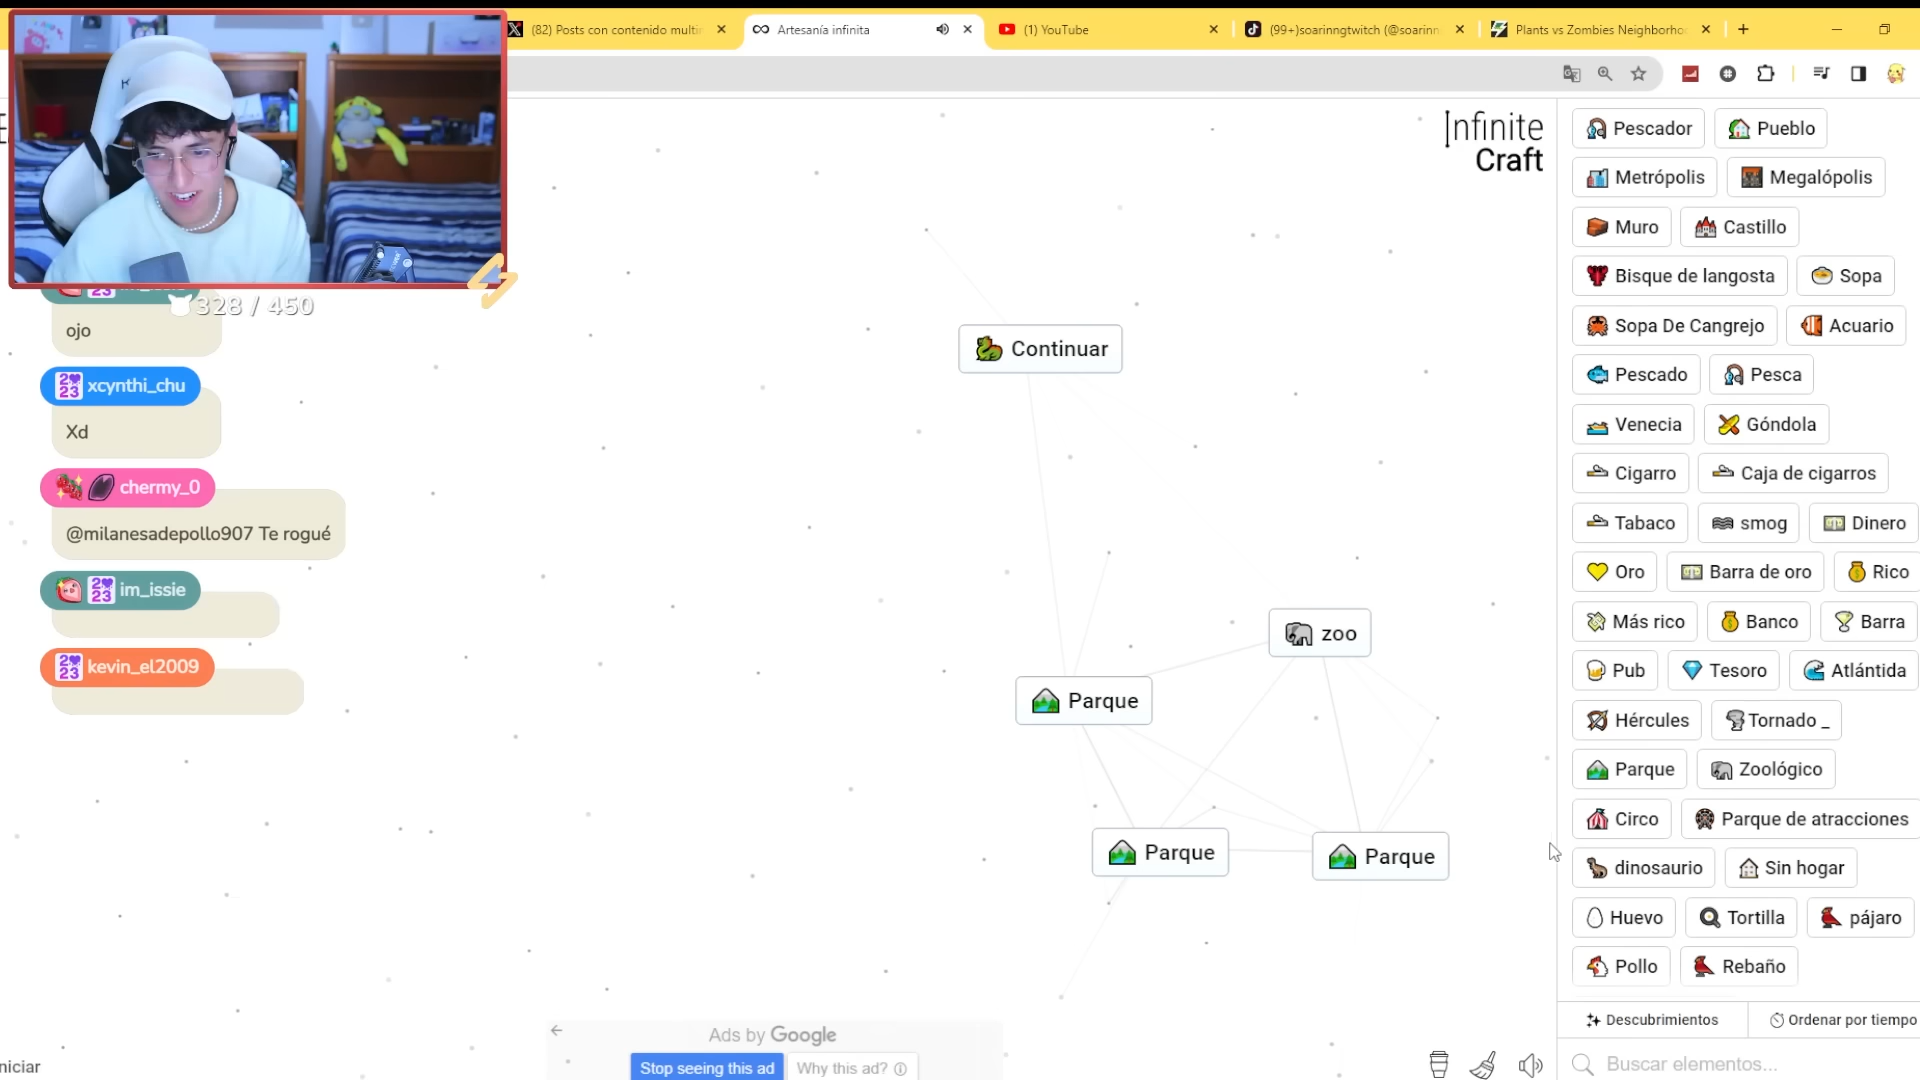 (82) Posts con contenido multi
Artesanía infinita
(1) YouTube
(99+)soarinngtwitch (@soarinn
Plants vs Zombies Neighborho
Infinite
Craft
328 / 450
ojo
xcynthi_chu
Xd
chermy_0
@milanesadepollo907 Te rogué
im_issie
kevin_el2009
Continuar
zoo
Parque
Parque
Parque
Pescador
Pueblo
Metrópolis
Megalópolis
Muro
Castillo
Bisque de langosta
Sopa
Sopa De Cangrejo
Acuario
Pescado
Pesca
Venecia
Góndola
Cigarro
Caja de cigarros
Tabaco
smog
Dinero
Oro
Barra de oro
Rico
Más rico
Banco
Barra
Pub
Tesoro
Atlántida
Hércules
Tornado _
Parque
Zoológico
Circo
Parque de atracciones
dinosaurio
Sin hogar
Huevo
Tortilla
pájaro
Pollo
Rebaño
Descubrimientos
Ordenar por tiempo
Buscar elementos...
Ads by Google
Stop seeing this ad
Why this ad?
niciar